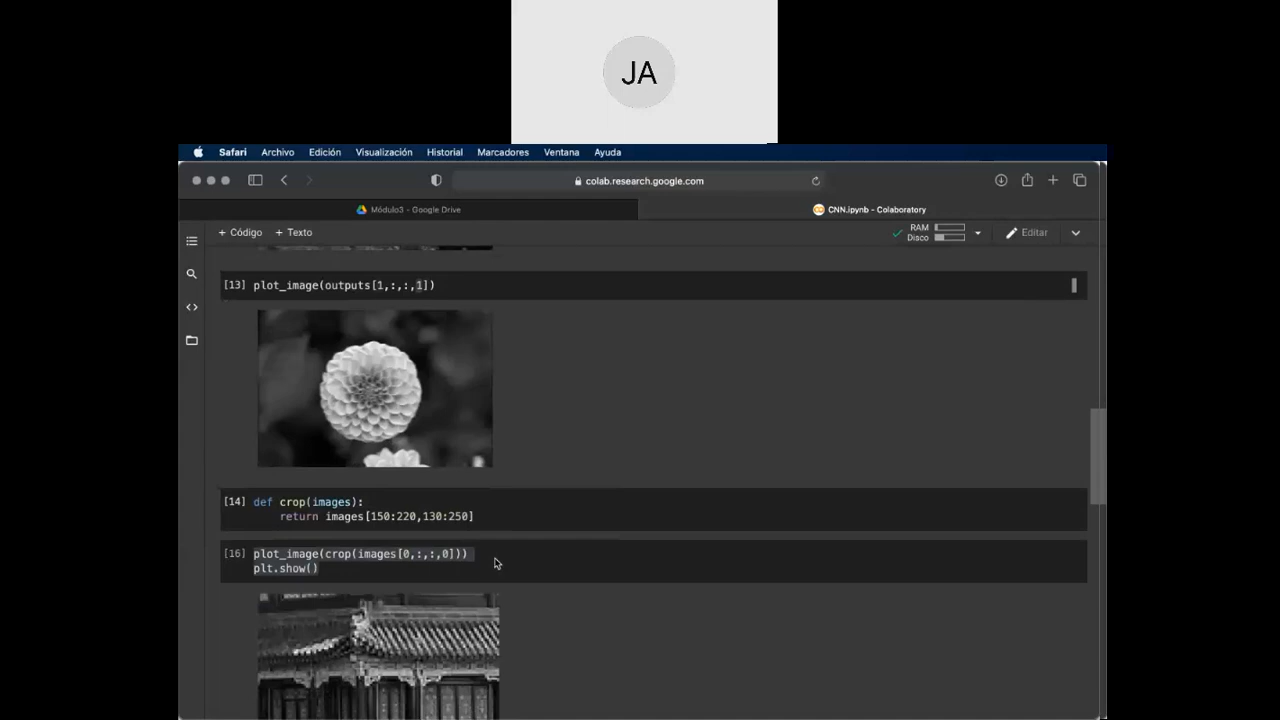 JA
Safari Archivo Edición Visualización Historial Marcadores Ventana Ayuda
colab.research.google.com
Módulo3 - Google Drive
CNN.ipynb - Colaboratory
+ Código + Texto
RAM
Disco
Editar
[13] plot_image(outputs[1,:,:,1])
[14] def crop(images):
return images[150:220,130:250]
[16] plot_image(crop(images[0,:,:,0]))
plt.show()